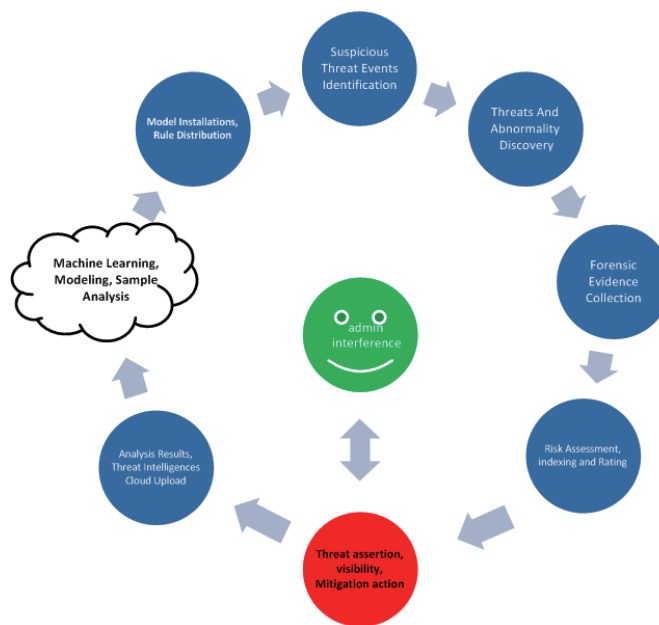 Suspicious
Threat Events
Identification
Threats And
Abnormality
Discovery
Forensic
Evidence
Collection
Risk Assessment,
indexing and Rating
Threat assertion,
visibility,
Mitigation action
admin
interference
Analysis Results,
Threat Intelligences
Cloud Upload
Machine Learning,
Modeling, Sample
Analysis
Model Installations,
Rule Distribution